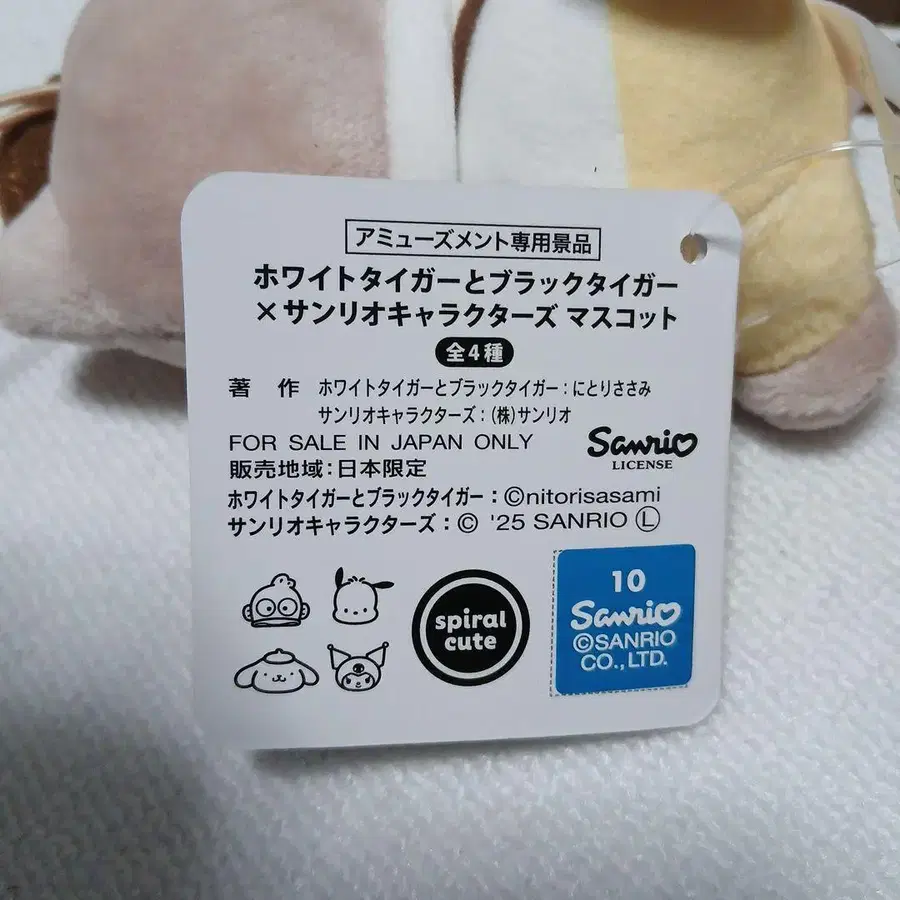 アミューズメント専用景品
ホワイトタイガーとブラックタイガー
×サンリオキャラクターズ マスコット
全4種
著 作 ホワイトタイガーとブラックタイガー：にとりささみ
サンリオキャラクターズ：(株)サンリオ
FOR SALE IN JAPAN ONLY
販売地域：日本限定
Sanrio
LICENSE
ホワイトタイガーとブラックタイガー：©nitorisasami
サンリオキャラクターズ：© '25 SANRIO Ⓛ
spiral
cute
10
Sanrio
©SANRIO
CO., LTD.